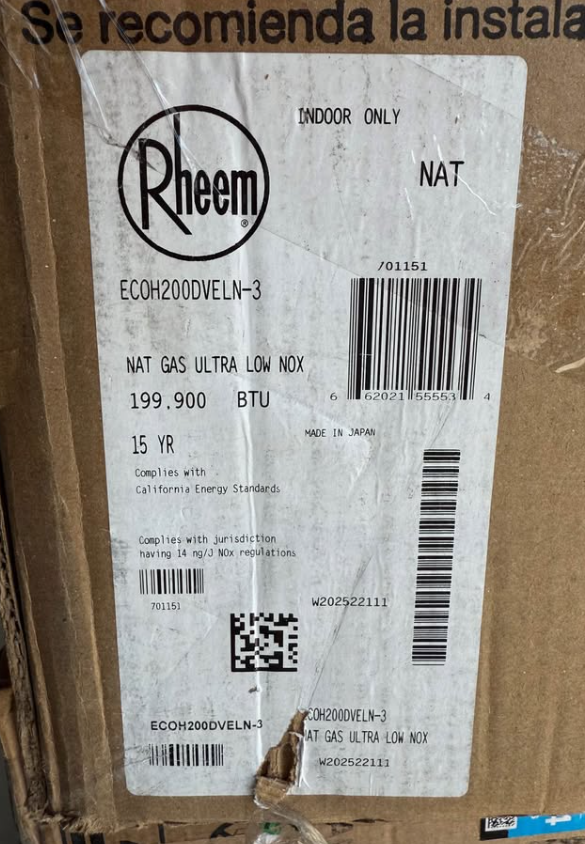 Se recomienda la instala
INDOOR ONLY
Rheem®
NAT
701151
ECOH200DVELN-3
NAT GAS ULTRA LOW NOX
6 62021 55553 4
199,900 BTU
MADE IN JAPAN
15 YR
Complies with
California Energy Standards
Complies with jurisdiction
having 14 ng/J NOx regulations
701151
W202522111
ECOH200DVELN-3
COH200DVELN-3
AT GAS ULTRA LOW NOX
W202522111